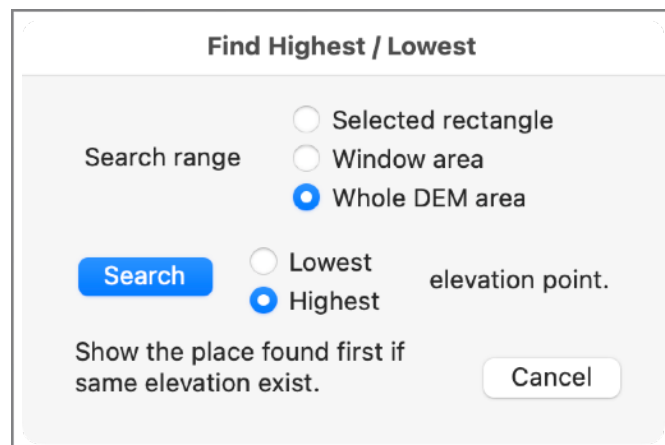 Find Highest / Lowest
Search range
Selected rectangle
Window area
Whole DEM area
Search
Lowest
Highest
elevation point.
Show the place found first if
same elevation exist.
Cancel